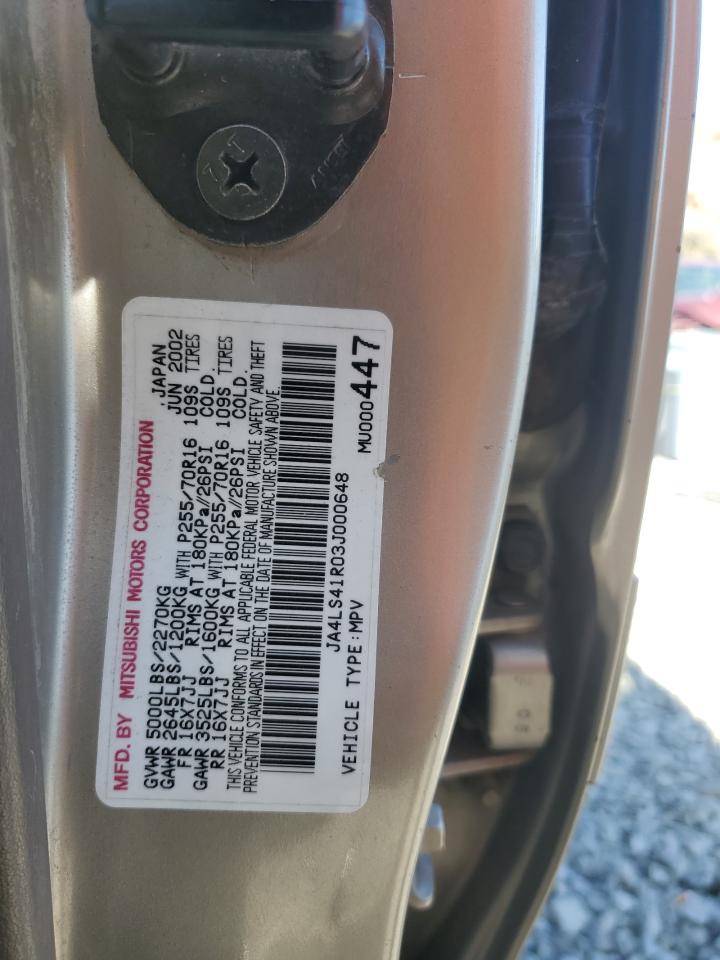 MFD. BY MITSUBISHI MOTORS CORPORATION ,JAPAN
GVWR 5000LBS/2270KG JUN 2002
GAWR 2645LBS/1200KG WITH P255/70R16 109S TIRES
FR 16X7JJ RIMS AT 180KPa//26PSI COLD.
GAWR 3525LBS/1600KG WITH P255/70R16 109S TIRES
RR 16X7JJ RIMS AT 180KPa//26PSI COLD.
THIS VEHICLE CONFORMS TO ALL APPLICABLE FEDERAL MOTOR VEHICLE SAFETY AND THEFT
PREVENTION STANDARDS IN EFFECT ON THE DATE OF MANUFACTURE SHOWN ABOVE.
JA4LS41R03J000648
VEHICLE TYPE:MPV MU000447